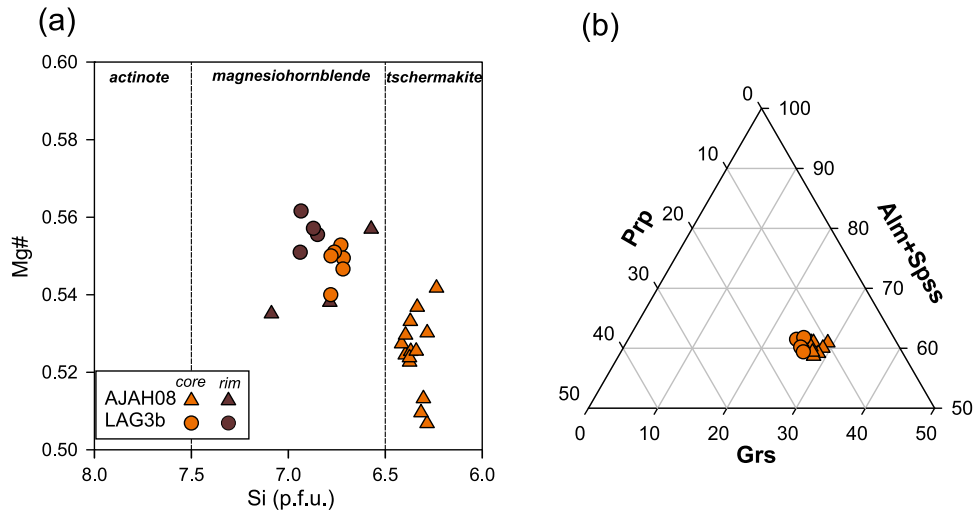 (a)
(b)
actinote magnesiohornblende tschermakite
0.60
0.58
0.56
0.54
0.52
0.50
Mg#
core rim
AJAH08
LAG3b
8.0 7.5 7.0 6.5 6.0
Si (p.f.u.)
0 100
10 90
20 80
30 70
40 60
50 50
Prp
Alm+Spss
0 10 20 30 40 50
Grs